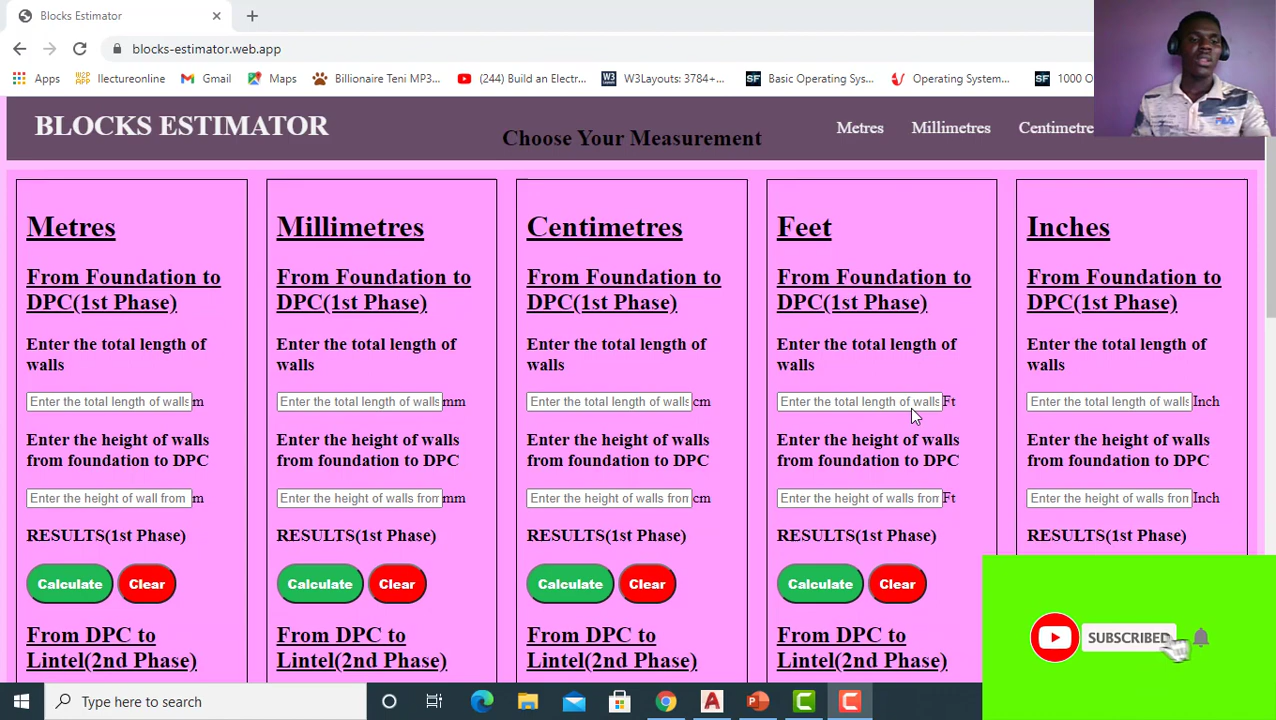 Blocks Estimator
blocks-estimator.web.app
Apps
llectureonline
Gmail
Maps
Billionaire Teni MP3...
(244) Build an Electr...
W3Layouts: 3784+...
Basic Operating Sys...
Operating System...
1000 O
BLOCKS ESTIMATOR
Choose Your Measurement
Metres
Millimetres
Centimetre
Metres
From Foundation to
DPC(1st Phase)
Enter the total length of
walls
Enter the total length of walls m
Enter the height of walls
from foundation to DPC
Enter the height of wall from m
RESULTS(1st Phase)
Calculate
Clear
From DPC to
Lintel(2nd Phase)
Millimetres
From Foundation to
DPC(1st Phase)
Enter the total length of
walls
Enter the total length of walls mm
Enter the height of walls
from foundation to DPC
Enter the height of walls from mm
RESULTS(1st Phase)
Calculate
Clear
From DPC to
Lintel(2nd Phase)
Centimetres
From Foundation to
DPC(1st Phase)
Enter the total length of
walls
Enter the total length of walls cm
Enter the height of walls
from foundation to DPC
Enter the height of walls from cm
RESULTS(1st Phase)
Calculate
Clear
From DPC to
Lintel(2nd Phase)
Feet
From Foundation to
DPC(1st Phase)
Enter the total length of
walls
Enter the total length of walls Ft
Enter the height of walls
from foundation to DPC
Enter the height of walls from Ft
RESULTS(1st Phase)
Calculate
Clear
From DPC to
Lintel(2nd Phase)
Inches
From Foundation to
DPC(1st Phase)
Enter the total length of
walls
Enter the total length of walls Inch
Enter the height of walls
from foundation to DPC
Enter the height of walls from Inch
RESULTS(1st Phase)
SUBSCRIBED
FILA
Type here to search